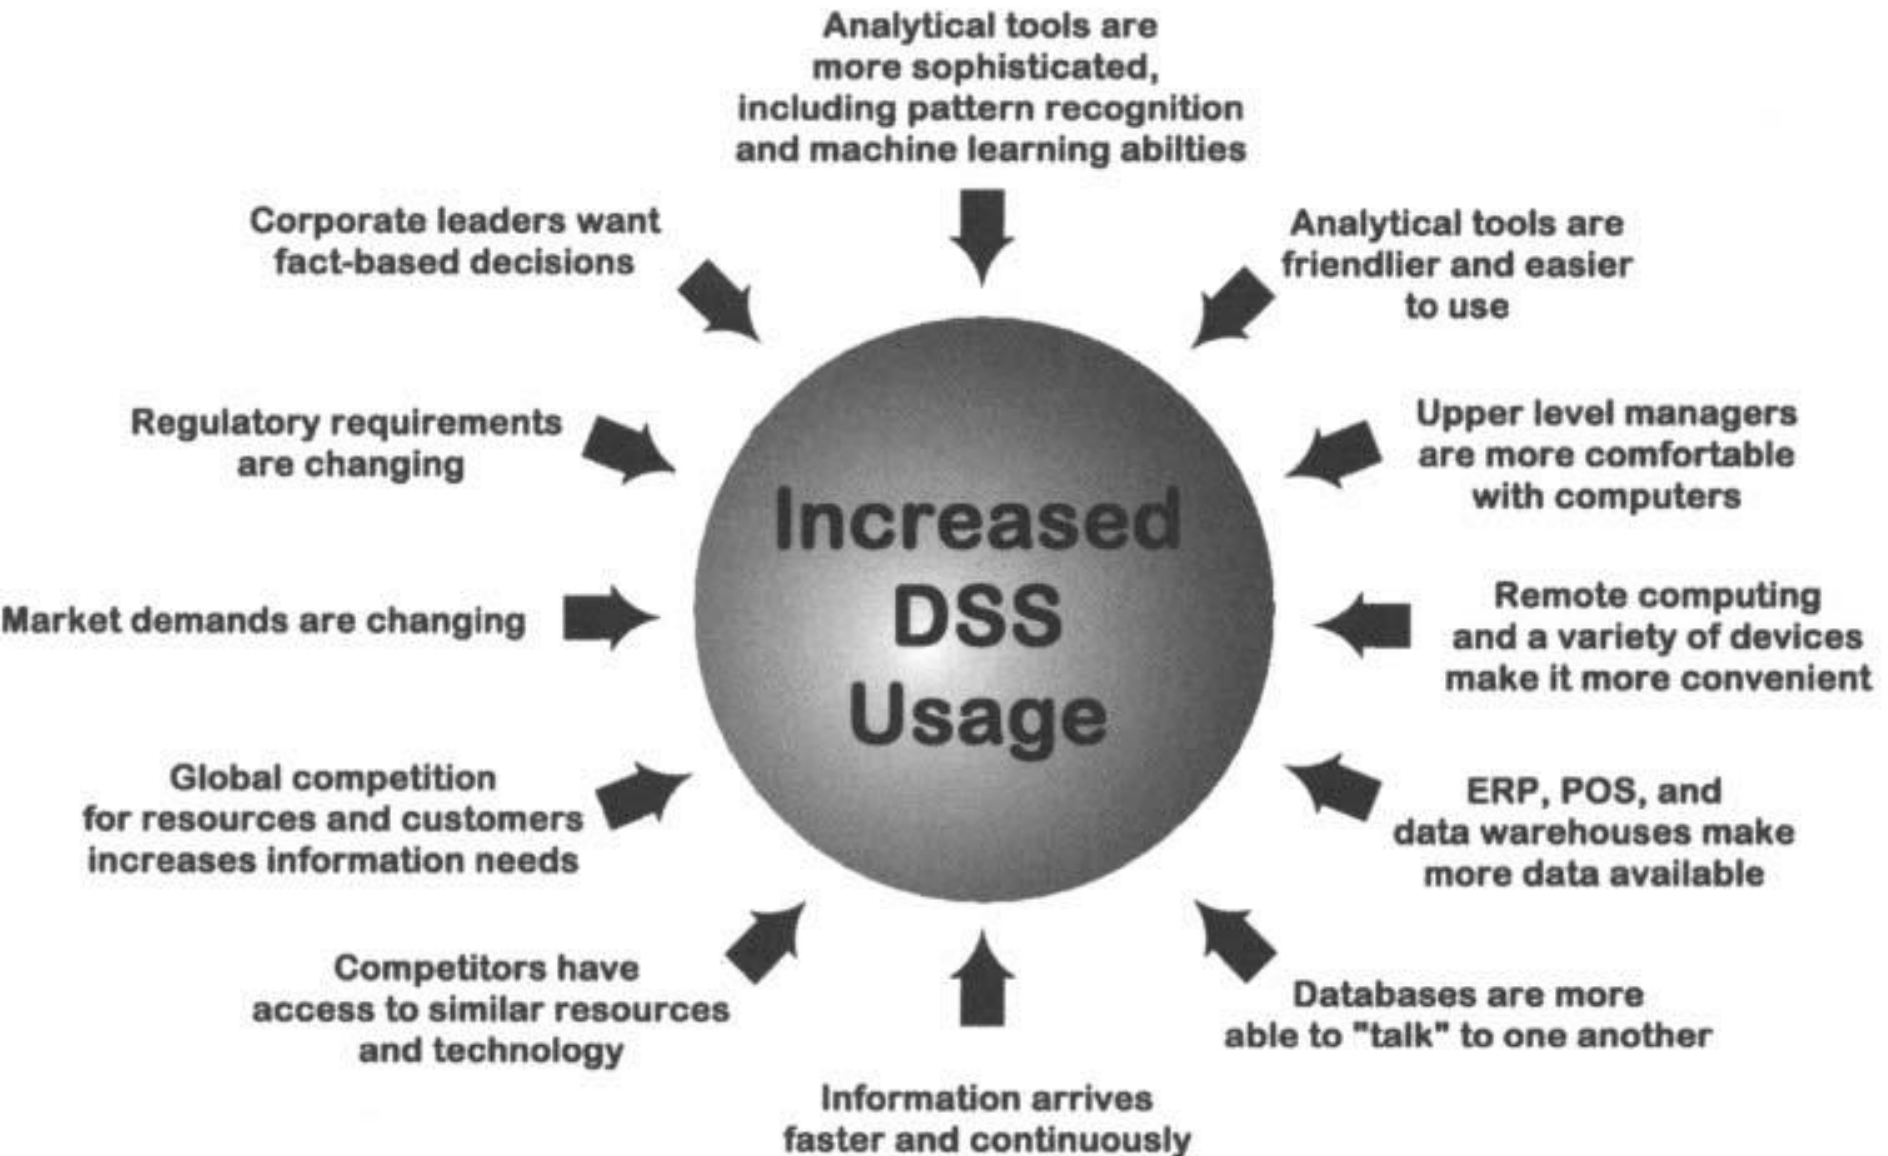 Analytical tools are
more sophisticated,
including pattern recognition
and machine learning abilties
Analytical tools are
friendlier and easier
to use
Upper level managers
are more comfortable
with computers
Remote computing
and a variety of devices
make it more convenient
ERP, POS, and
data warehouses make
more data available
Databases are more
able to "talk" to one another
Information arrives
faster and continuously
Competitors have
access to similar resources
and technology
Global competition
for resources and customers
increases information needs
Market demands are changing
Regulatory requirements
are changing
Corporate leaders want
fact-based decisions
Increased
DSS
Usage